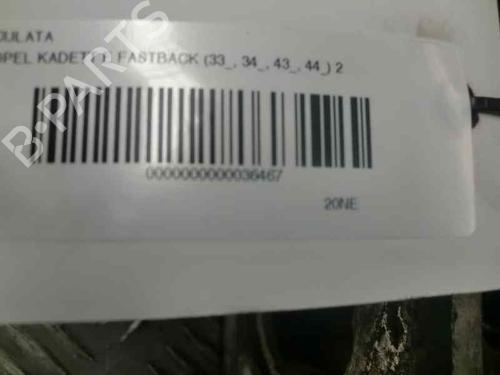 CULATA
OPEL KADETT E FASTBACK (33_, 34_, 43_, 44_) 2
0000000000036467
20NE
B-PARTS